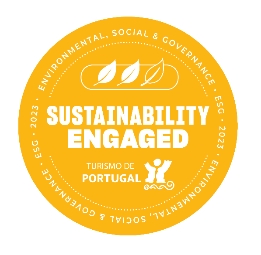 ENVIRONMENTAL, SOCIAL & GOVERNANCE · ESG · 2023 ·
SUSTAINABILITY
ENGAGED
TURISMO DE
PORTUGAL
ENVIRONMENTAL, SOCIAL & GOVERNANCE · ESG · 2023 ·